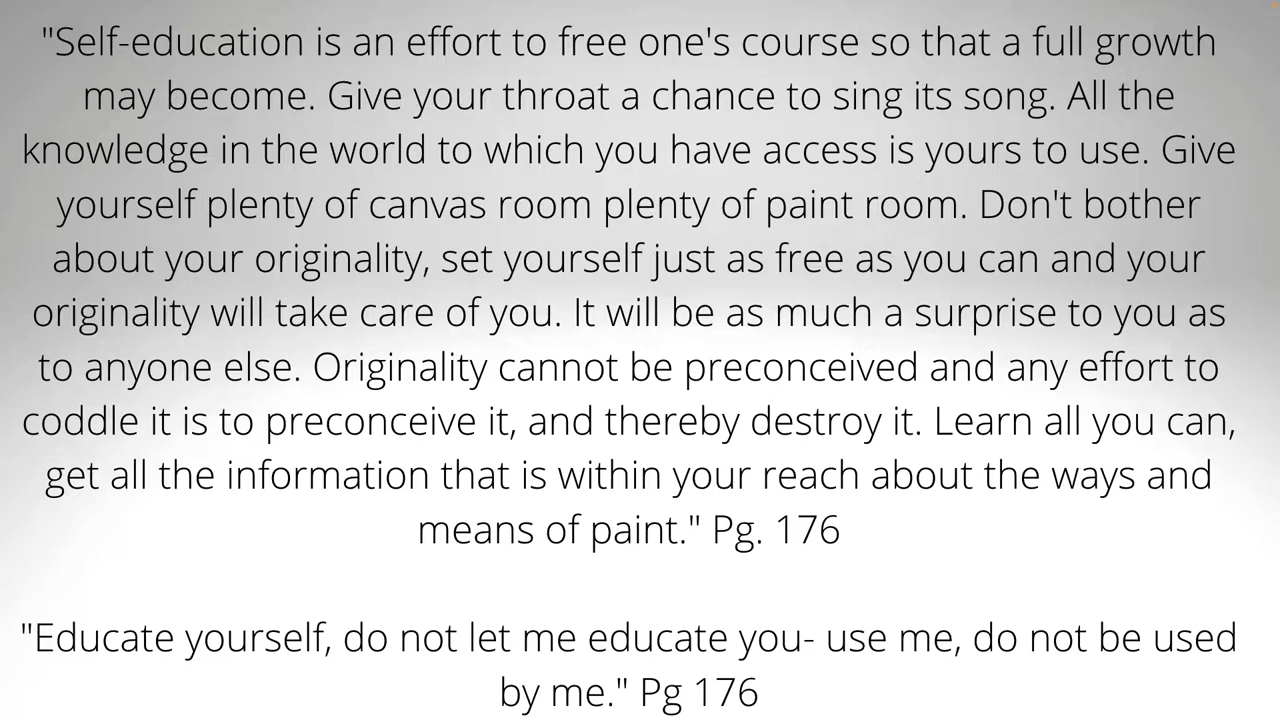 "Self-education is an effort to free one's course so that a full growth
may become. Give your throat a chance to sing its song. All the
knowledge in the world to which you have access is yours to use. Give
yourself plenty of canvas room plenty of paint room. Don't bother
about your originality, set yourself just as free as you can and your
originality will take care of you. It will be as much a surprise to you as
to anyone else. Originality cannot be preconceived and any effort to
coddle it is to preconceive it, and thereby destroy it. Learn all you can,
get all the information that is within your reach about the ways and
means of paint." Pg. 176
"Educate yourself, do not let me educate you- use me, do not be used
by me." Pg 176